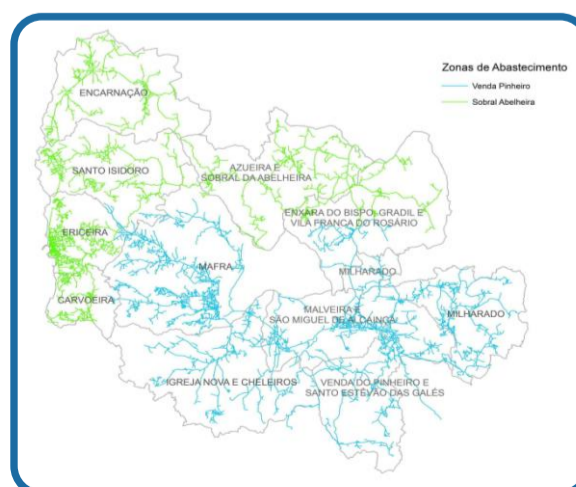 Zonas de Abastecimento
Venda Pinheiro
Sobral Abelheira
ENCARNAÇÃO
SANTO ISIDORO
AZUEIRA E
SOBRAL DA ABELHEIRA
ENXARA DO BISPO, GRADIL E
VILA FRANCA DO ROSÁRIO
ERICEIRA
MAFRA
MILHARADO
CARVOEIRA
MALVEIRA E
SÃO MIGUEL DE ALCAINÇA
MILHARADO
IGREJA NOVA E CHELEIROS
VENDA DO PINHEIRO E
SANTO ESTÊVÃO DAS GALÉS